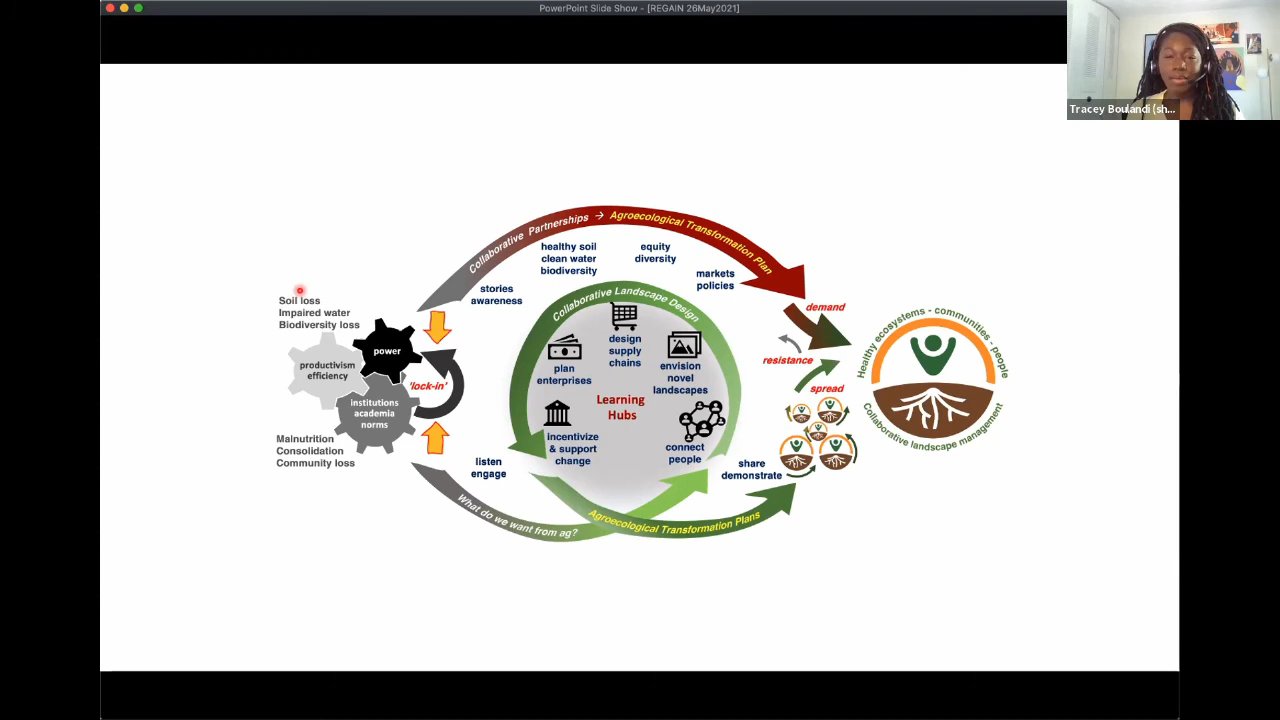 PowerPoint Slide Show - [REGAIN 26May2021]
Tracey Boulandi (sh...
Collaborative Partnerships → Agroecological Transformation Plan
healthy soil
clean water
biodiversity
equity
diversity
markets
policies
stories
awareness
Soil loss
Impaired water
Biodiversity loss
productivism
efficiency
power
institutions
academia
norms
'lock-in'
Malnutrition
Consolidation
Community loss
Collaborative Landscape Design
design
supply
chains
plan
enterprises
envision
novel
landscapes
Learning
Hubs
incentivize
& support
change
connect
people
listen
engage
share
demonstrate
What do we want from ag?
Agroecological Transformation Plans
demand
resistance
spread
Healthy ecosystems - communities - people
Collaborative landscape management